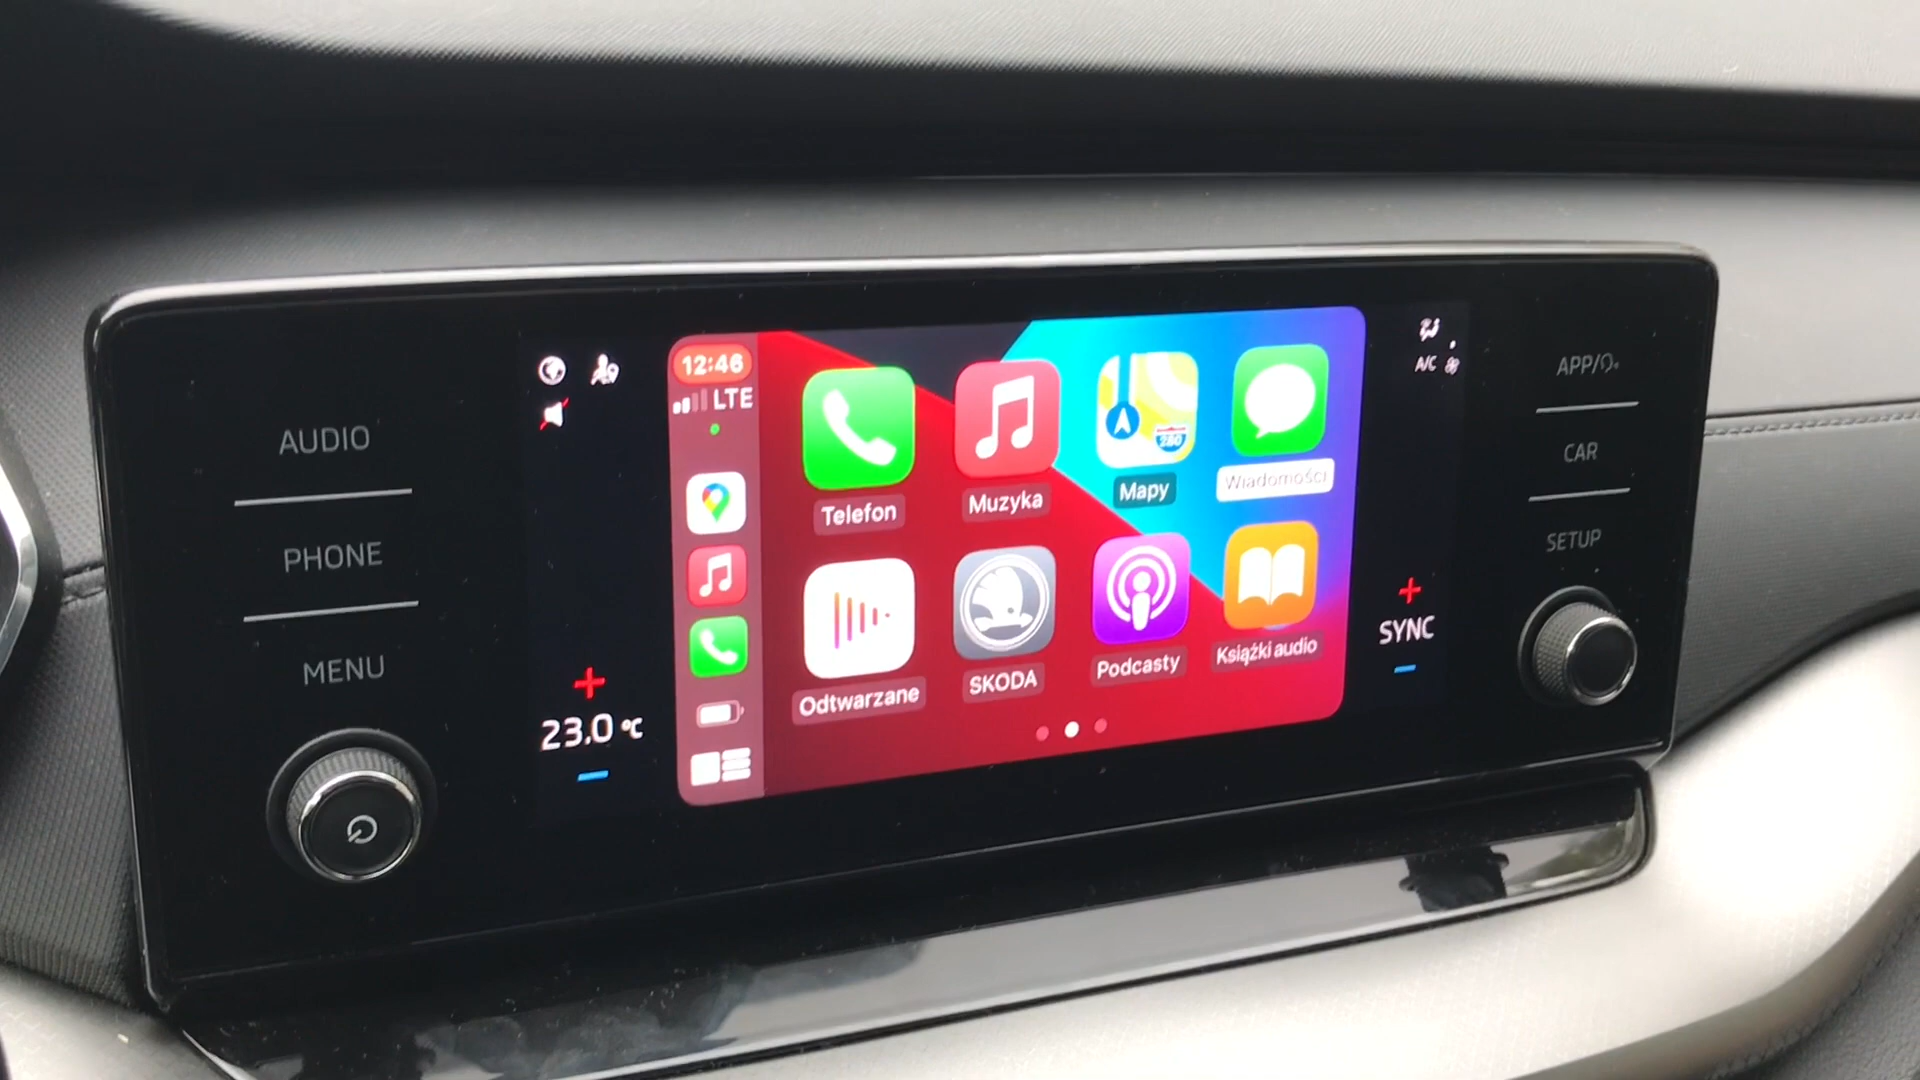 AUDIO
PHONE
MENU
23.0 °C
12:46
LTE
Telefon
Muzyka
280
Mapy
Wiadomości
Odtwarzane
SKODA
Podcasty
Książki audio
A/C
SYNC
APP/
CAR
SETUP